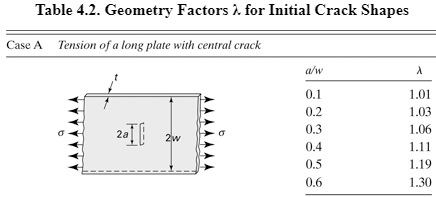 Table 4.2. Geometry Factors λ for Initial Crack Shapes
Case A Tension of a long plate with central crack
a/w λ
0.1 1.01
0.2 1.03
0.3 1.06
0.4 1.11
0.5 1.19
0.6 1.30
t
σ 2a 2w σ